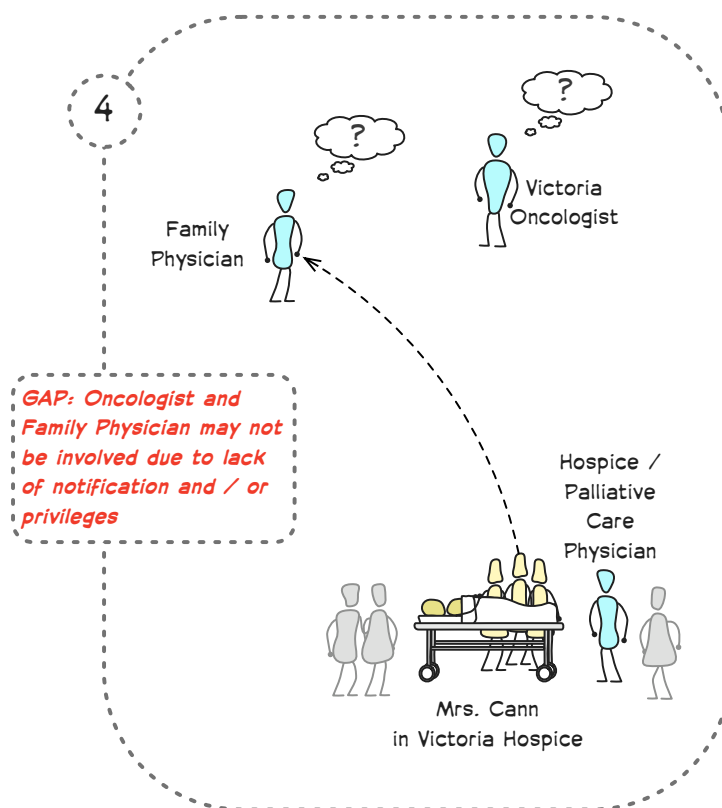 4
?
?
Victoria
Oncologist
Family
Physician
GAP: Oncologist and
Family Physician may not
be involved due to lack
of notification and / or
privileges
Hospice /
Palliative
Care
Physician
Mrs. Cann
in Victoria Hospice